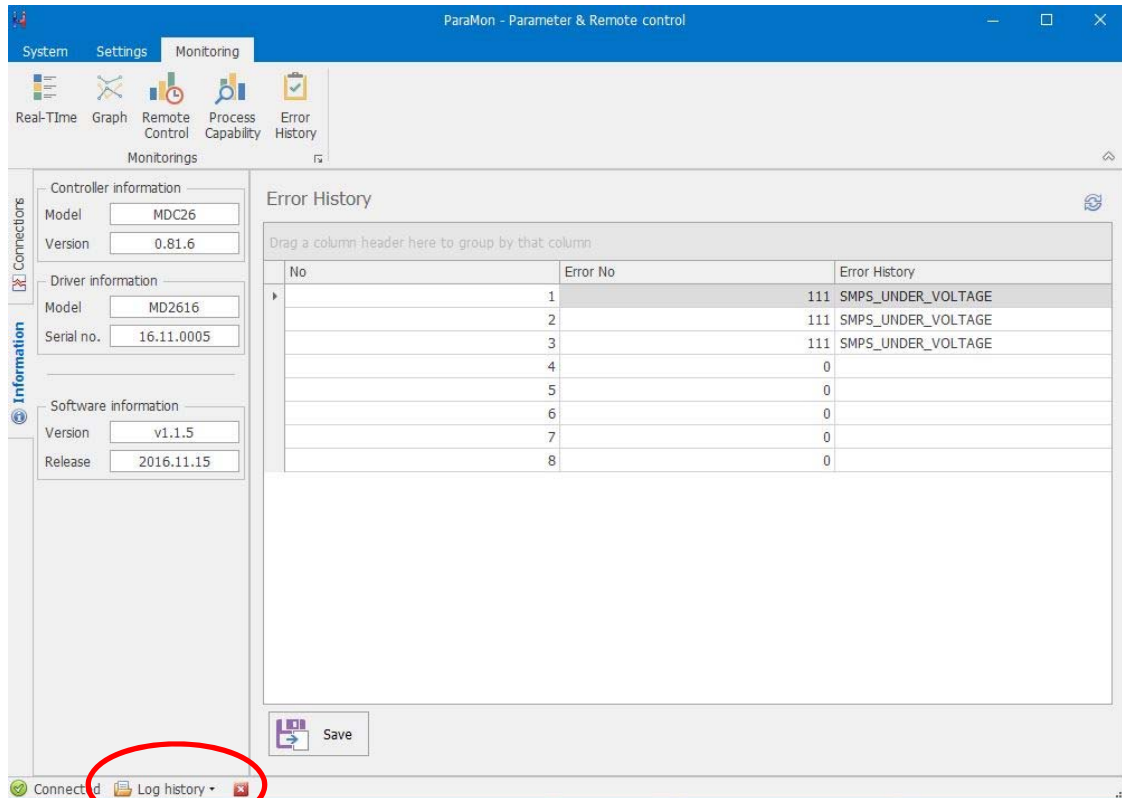 ParaMon - Parameter & Remote control
System Settings Monitoring
Real-TIme Graph Remote Control Process Capability Error History
Monitorings
Connections
Information
Controller information
Model MDC26
Version 0.81.6
Driver information
Model MD2616
Serial no. 16.11.0005
Software information
Version v1.1.5
Release 2016.11.15
Error History
Drag a column header here to group by that column
No Error No Error History
1 111 SMPS_UNDER_VOLTAGE
2 111 SMPS_UNDER_VOLTAGE
3 111 SMPS_UNDER_VOLTAGE
4 0
5 0
6 0
7 0
8 0
Save
Connected Log history